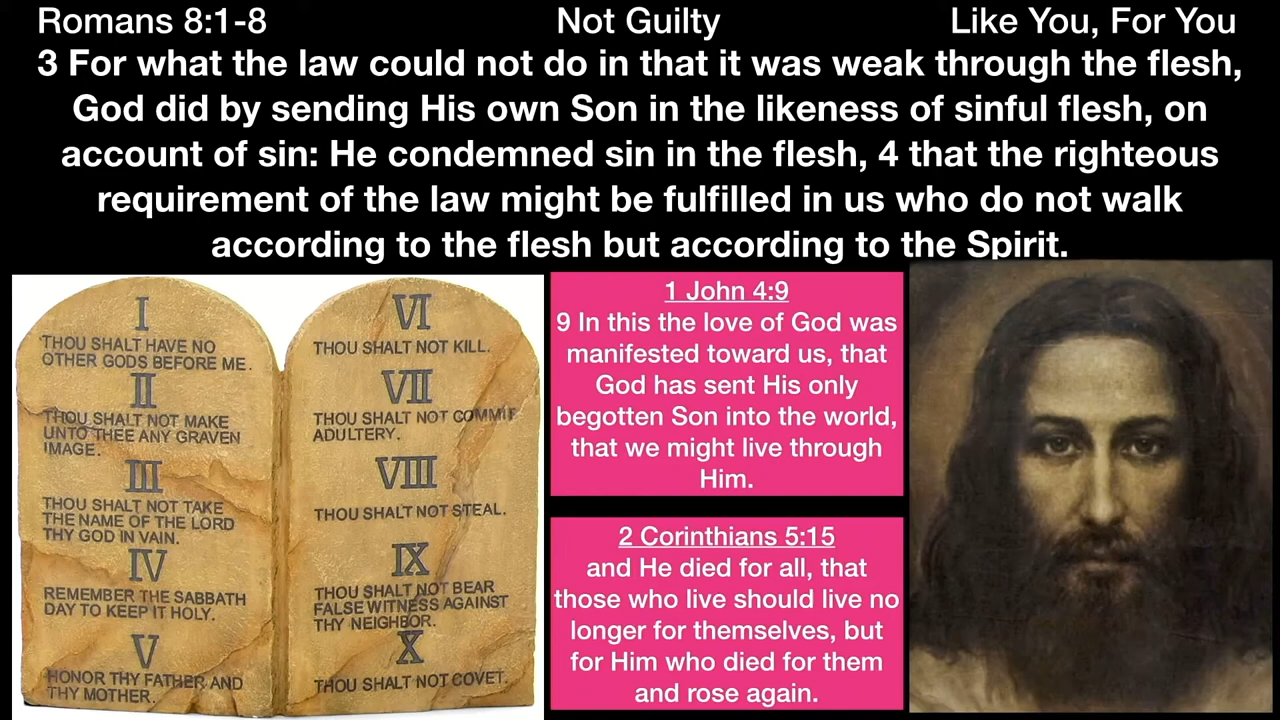 Romans 8:1-8
Not Guilty
Like You, For You
3 For what the law could not do in that it was weak through the flesh,
God did by sending His own Son in the likeness of sinful flesh, on
account of sin: He condemned sin in the flesh, 4 that the righteous
requirement of the law might be fulfilled in us who do not walk
according to the flesh but according to the Spirit.
I
THOU SHALT HAVE NO
OTHER GODS BEFORE ME.
II
THOU SHALT NOT MAKE
UNTO THEE ANY GRAVEN
IMAGE.
III
THOU SHALT NOT TAKE
THE NAME OF THE LORD
THY GOD IN VAIN.
IV
REMEMBER THE SABBATH
DAY TO KEEP IT HOLY.
V
HONOR THY FATHER AND
THY MOTHER.
VI
THOU SHALT NOT KILL.
VII
THOU SHALT NOT COMMIT
ADULTERY.
VIII
THOU SHALT NOT STEAL.
IX
THOU SHALT NOT BEAR
FALSE WITNESS AGAINST
THY NEIGHBOR.
X
THOU SHALT NOT COVET.
1 John 4:9
9 In this the love of God was
manifested toward us, that
God has sent His only
begotten Son into the world,
that we might live through
Him.
2 Corinthians 5:15
and He died for all, that
those who live should live no
longer for themselves, but
for Him who died for them
and rose again.